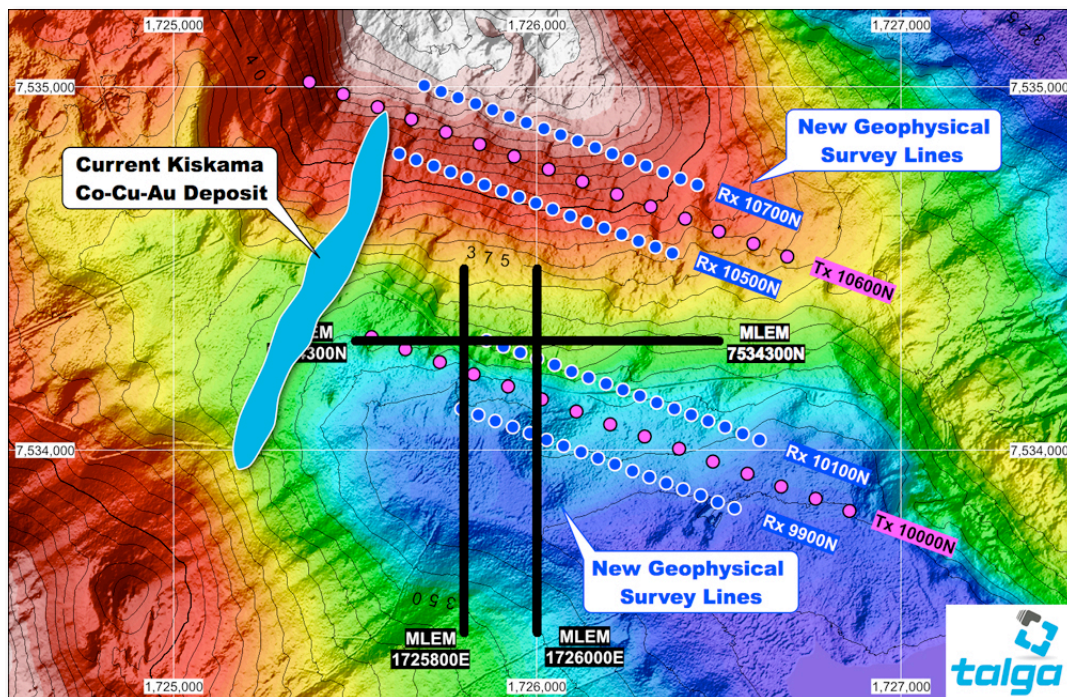 1,725,000
1,726,000
1,727,000
7,535,000
7,535,000
400
New Geophysical
Survey Lines
Current Kiskama
Co-Cu-Au Deposit
Rx 10700N
Rx 10500N
Tx 10600N
375
MLEM
7534300N
MLEM
7534300N
7,534,000
7,534,000
Rx 10100N
Rx 9900N
Tx 10000N
New Geophysical
Survey Lines
350
MLEM
1725800E
MLEM
1726000E
talga
1,725,000
1,726,000
1,727,000